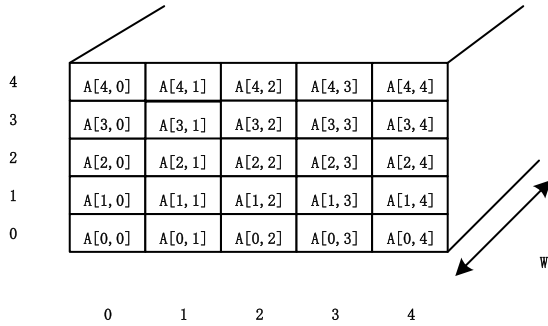 4 A[4,0] A[4,1] A[4,2] A[4,3] A[4,4]
3 A[3,0] A[3,1] A[3,2] A[3,3] A[3,4]
2 A[2,0] A[2,1] A[2,2] A[2,3] A[2,4]
1 A[1,0] A[1,1] A[1,2] A[1,3] A[1,4]
0 A[0,0] A[0,1] A[0,2] A[0,3] A[0,4]
W
0 1 2 3 4